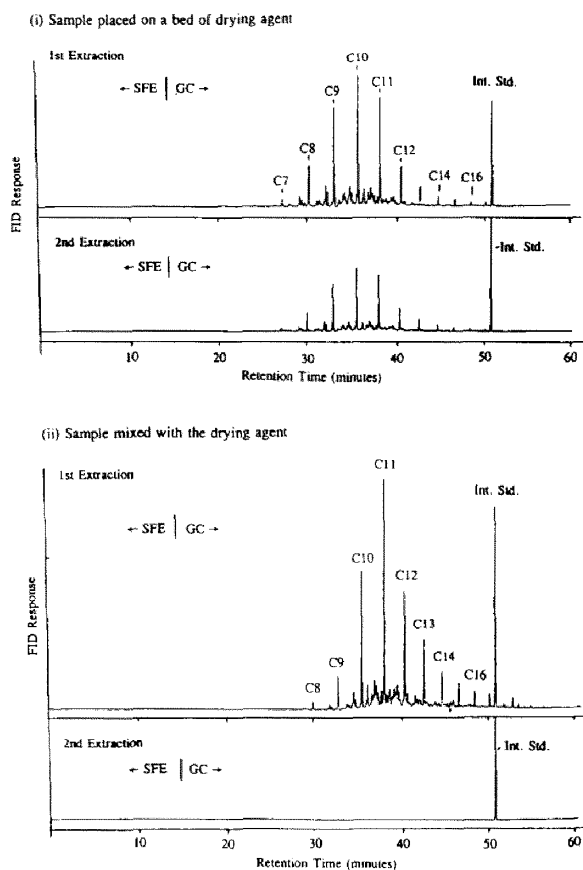 (i) Sample placed on a bed of drying agent
1st Extraction
C10
C11
Int. Std.
← SFE | GC →
C9
C8
C12
C7
C14 C16
FID Response
2nd Extraction
← SFE | GC →
Int. Std.
10 30 40 50 60
Retention Time (minutes)
(ii) Sample mixed with the drying agent
C11
1st Extraction
Int. Std.
← SFE | GC →
C10
C12
C13
C9
C14
C8
C16
FID Response
2nd Extraction
← SFE | GC →
Int. Std.
10 20 30 40 50 60
Retention Time (minutes)